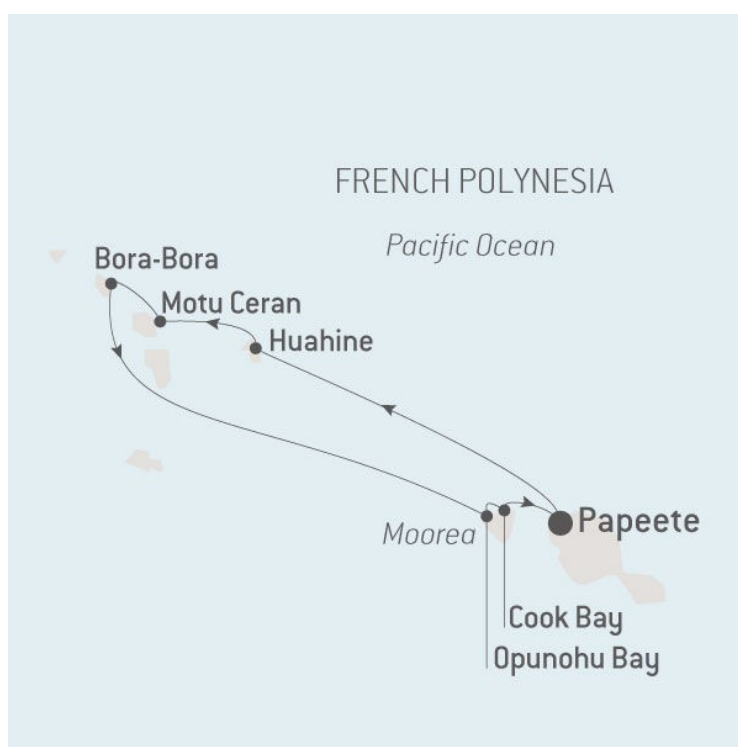 FRENCH POLYNESIA
Pacific Ocean
Bora-Bora
Motu Ceran
Huahine
Papeete
Moorea
Cook Bay
Opunohu Bay